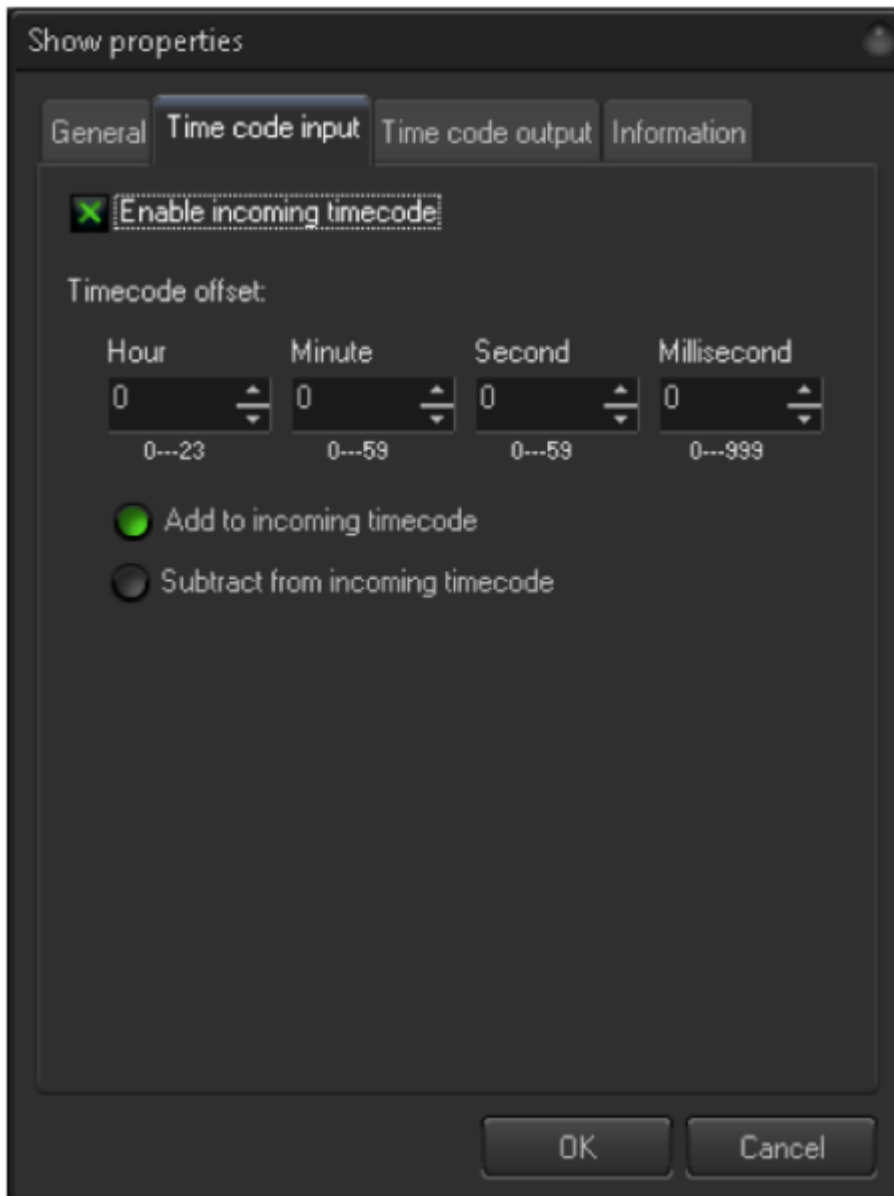 Show properties
General Time code input Time code output Information
Enable incoming timecode
Timecode offset:
Hour Minute Second Millisecond
0 0 0 0
0---23 0---59 0---59 0---999
Add to incoming timecode
Subtract from incoming timecode
OK Cancel